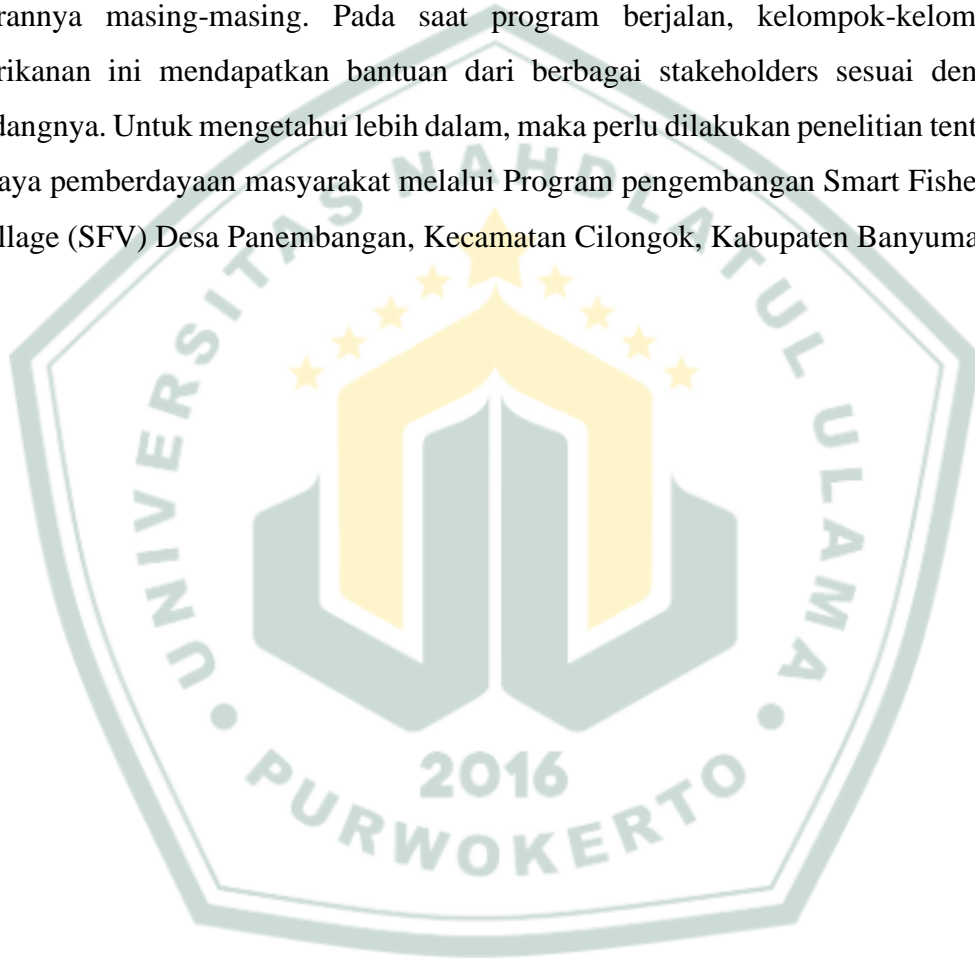 rannya masing-masing. Pada saat program berjalan, kelompok-kelom
rikanan ini mendapatkan bantuan dari berbagai stakeholders sesuai den
dangnya. Untuk mengetahui lebih dalam, maka perlu dilakukan penelitian tent
aya pemberdayaan masyarakat melalui Program pengembangan Smart Fishe
llage (SFV) Desa Panembangan, Kecamatan Cilongok, Kabupaten Banyuma
UNIVERSITAS NAHDLATUL ULAMA
2016
PURWOKERTO